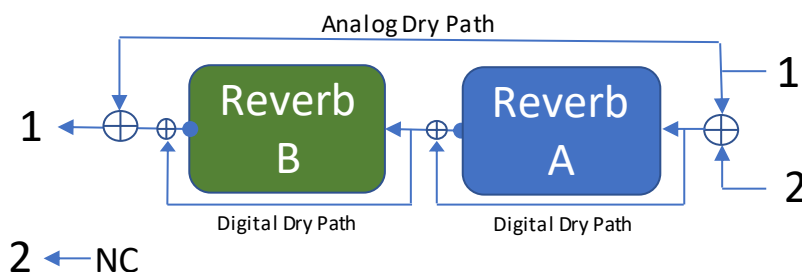 Analog Dry Path
1
Reverb
B
Reverb
A
1
2
Digital Dry Path
Digital Dry Path
2
NC